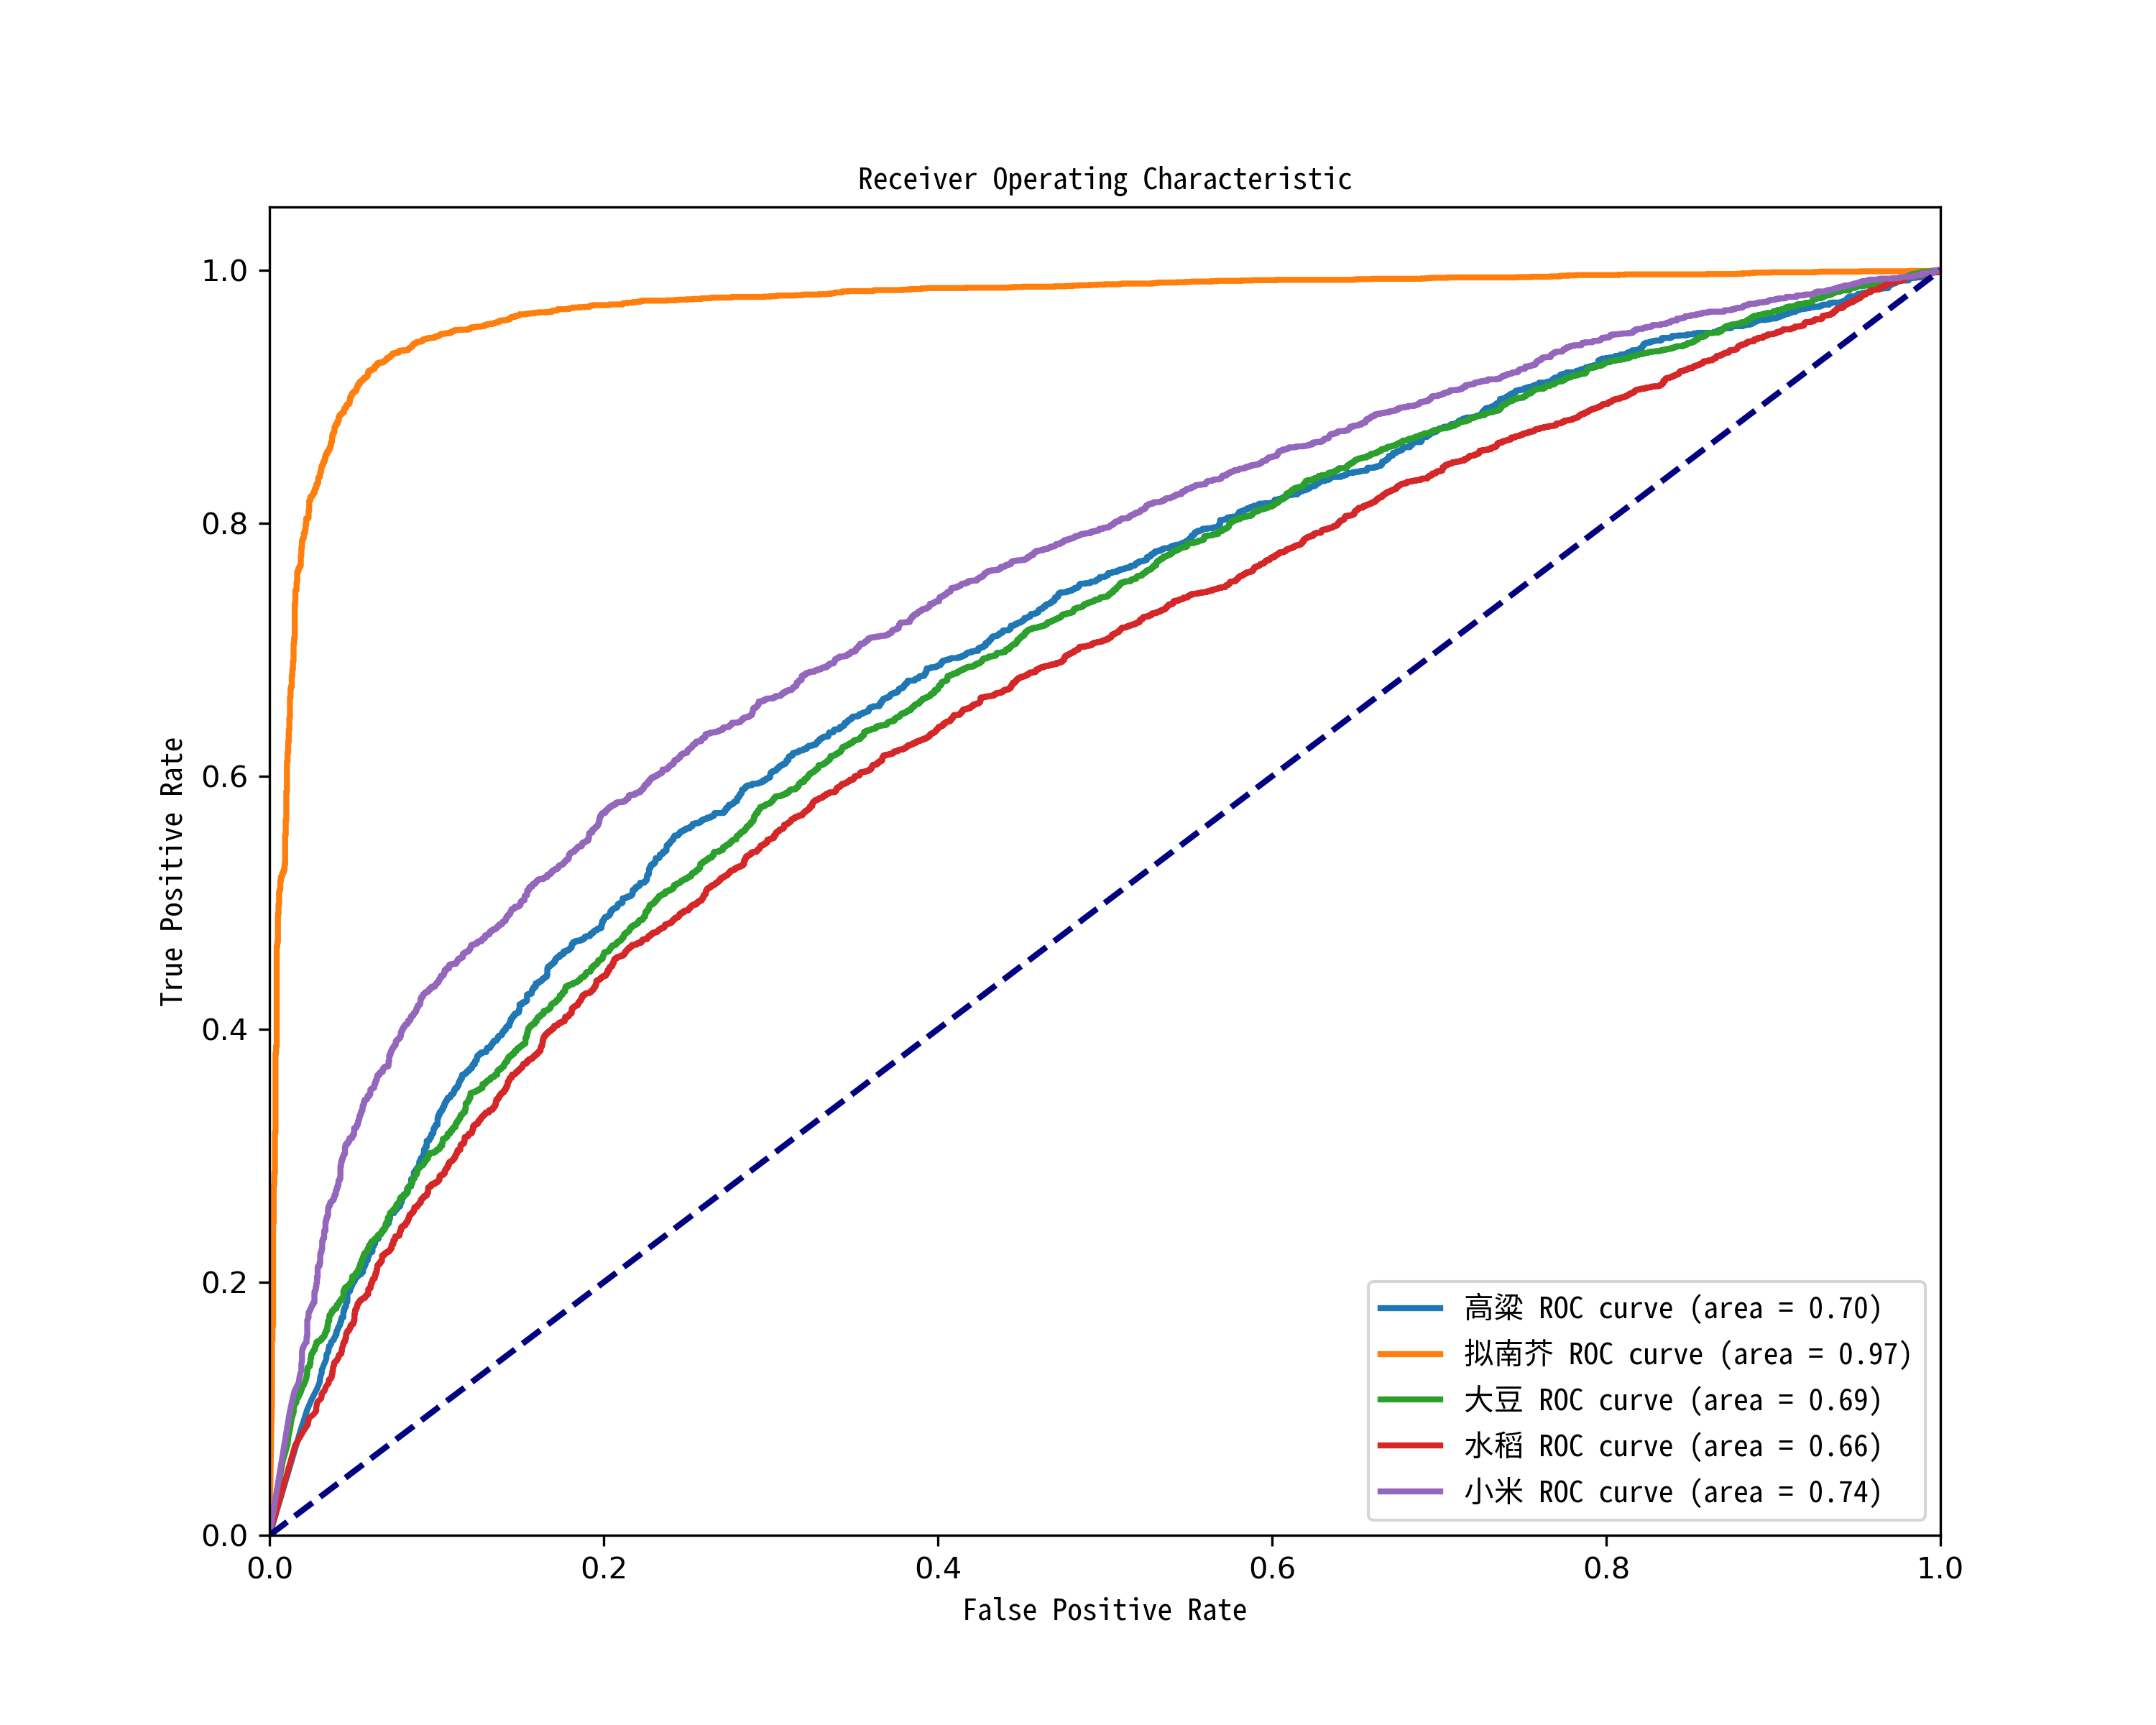 Receiver Operating Characteristic
1.0
0.8
0.6
0.4
0.2
0.0
True Positive Rate
0.0 0.2 0.4 0.6 0.8 1.0
False Positive Rate
高粱 ROC curve (area = 0.70)
拟南芥 ROC curve (area = 0.97)
大豆 ROC curve (area = 0.69)
水稻 ROC curve (area = 0.66)
小米 ROC curve (area = 0.74)